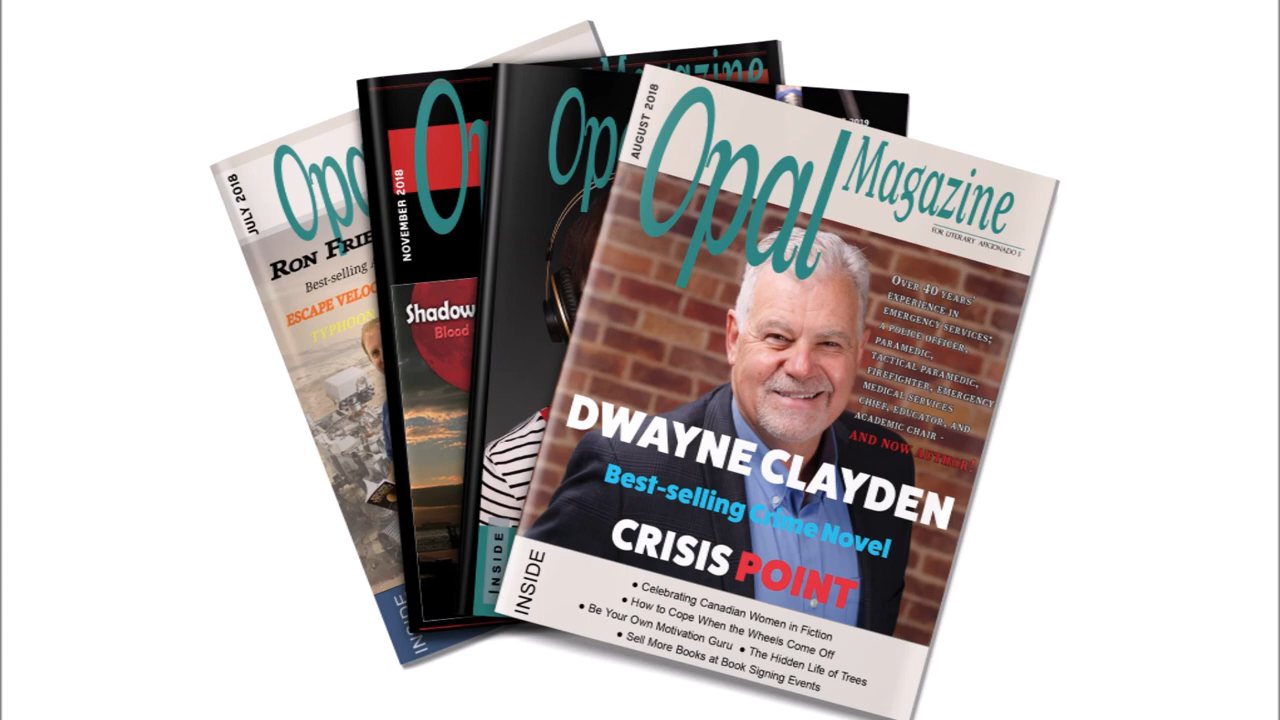 JULY 2018
Opa
RON FRIE
Best-selling
ESCAPE VELOC
TYPHOON
INSIDE
NOVEMBER 2018
Op
Shadow
Blood
Magazine
Opa
INSIDE
2019
AUGUST 2018
Opal Magazine
FOR LITERARY AFICIONADOS
OVER 40 YEARS'
EXPERIENCE IN
EMERGENCY SERVICES:
A POLICE OFFICER,
PARAMEDIC,
TACTICAL PARAMEDIC,
FIREFIGHTER, EMERGENCY
MEDICAL SERVICES
CHIEF, EDUCATOR, AND
ACADEMIC CHAIR -
AND NOW AUTHOR!
DWAYNE CLAYDEN
Best-selling Crime Novel
CRISIS POINT
INSIDE
• Celebrating Canadian Women in Fiction
• How to Cope When the Wheels Come Off
• Be Your Own Motivation Guru • The Hidden Life of Trees
• Sell More Books at Book Signing Events